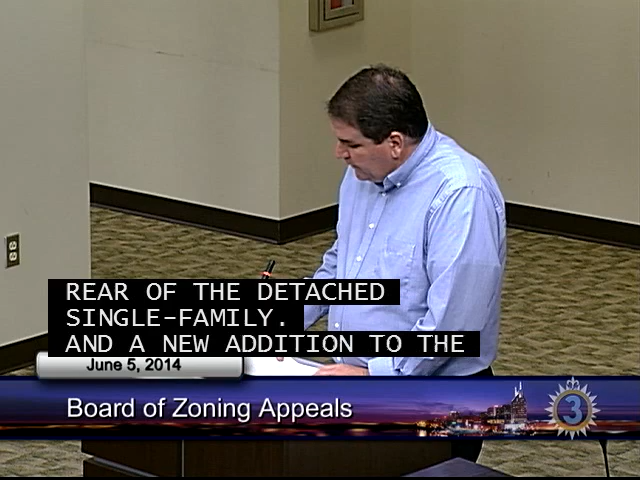 REAR OF THE DETACHED
SINGLE-FAMILY.
AND A NEW ADDITION TO THE
June 5, 2014
Board of Zoning Appeals
3